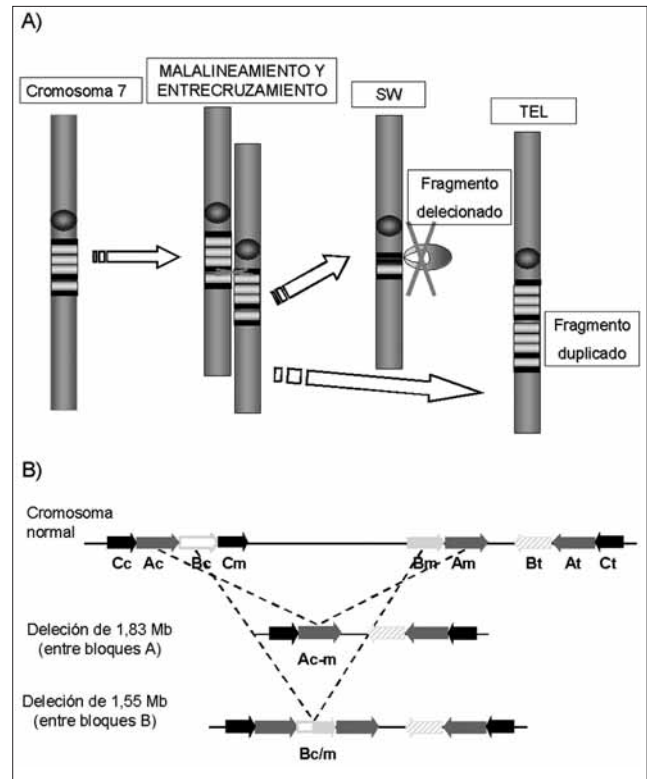 A)
Cromosoma 7
MALALINEAMIENTO Y
ENTRECRUZAMIENTO
SW
TEL
Fragmento
delecionado
Fragmento
duplicado
B)
Cromosoma
normal
Cc Ac Bc Cm Bm Am Bt At Ct
Deleción de 1,83 Mb
(entre bloques A)
Ac-m
Deleción de 1,55 Mb
(entre bloques B)
Bc/m